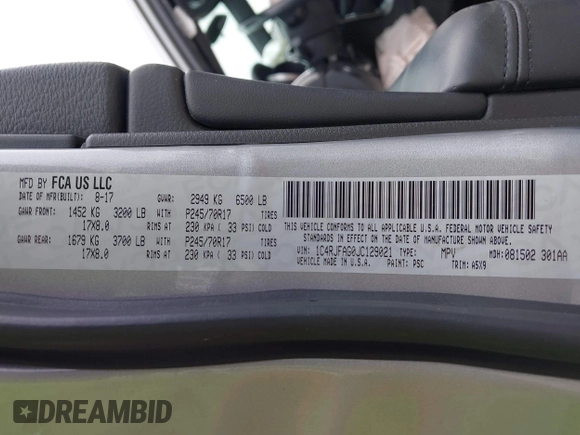 MFD BY FCA US LLC
DATE OF MFR(BUILT): 8-17 GVWR: 2949 KG 6500 LB
GAWR FRONT: 1452 KG 3200 LB WITH P245/70R17 TIRES
17X8.0 RIMS AT 230 KPA ( 33 PSI) COLD
GAWR REAR: 1679 KG 3700 LB WITH P245/70R17 TIRES
17X8.0 RIMS AT 230 KPA ( 33 PSI) COLD
THIS VEHICLE CONFORMS TO ALL APPLICABLE U.S.A. FEDERAL MOTOR VEHICLE SAFETY
STANDARDS IN EFFECT ON THE DATE OF MANUFACTURE SHOWN ABOVE.
VIN: 1C4RJFAG0JC129021 TYPE: MPV MDH: 081502 301AA
VEHICLE MADE IN U.S.A. PAINT: PSC TRIM: A5X9
DREAMBID